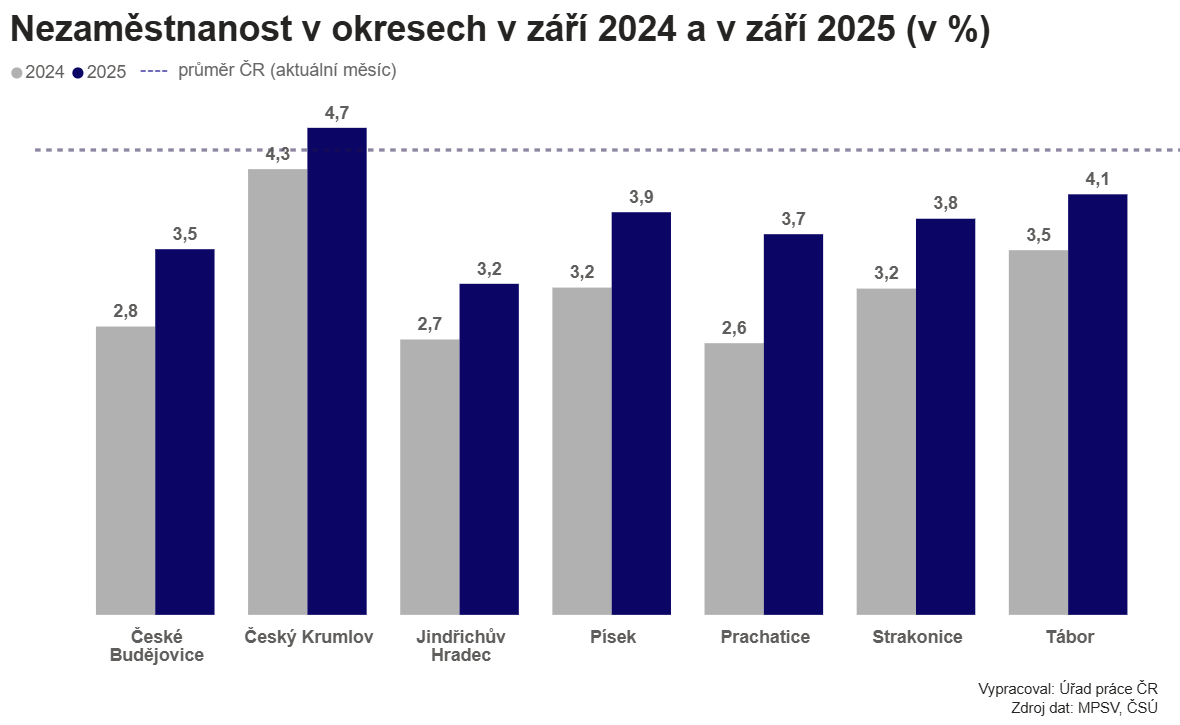 Nezaměstnanost v okresech v září 2024 a v září 2025 (v %)
2024 2025 průměr ČR (aktuální měsíc)
2,8
3,5
4,3
4,7
2,7
3,2
3,2
3,9
2,6
3,7
3,2
3,8
3,5
4,1
České
Budějovice
Český Krumlov
Jindřichův
Hradec
Písek
Prachatice
Strakonice
Tábor
Vypracoval: Úřad práce ČR
Zdroj dat: MPSV, ČSÚ